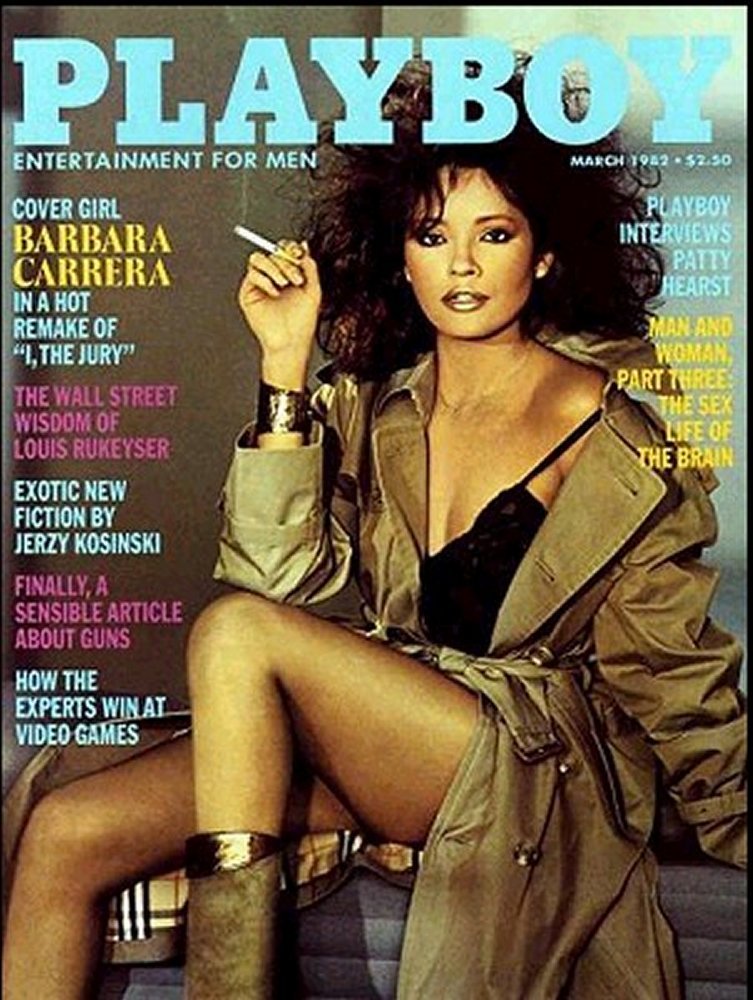 PLAYBOY
ENTERTAINMENT FOR MEN
MARCH 1982 • $2.50
COVER GIRL
BARBARA
CARRERA
IN A HOT
REMAKE OF
"I, THE JURY"
THE WALL STREET
WISDOM OF
LOUIS RUKEYSER
EXOTIC NEW
FICTION BY
JERZY KOSINSKI
FINALLY, A
SENSIBLE ARTICLE
ABOUT GUNS
HOW THE
EXPERTS WIN AT
VIDEO GAMES
PLAYBOY
INTERVIEWS
PATTY
HEARST
MAN AND
WOMAN,
PART THREE:
THE SEX
LIFE OF
THE BRAIN